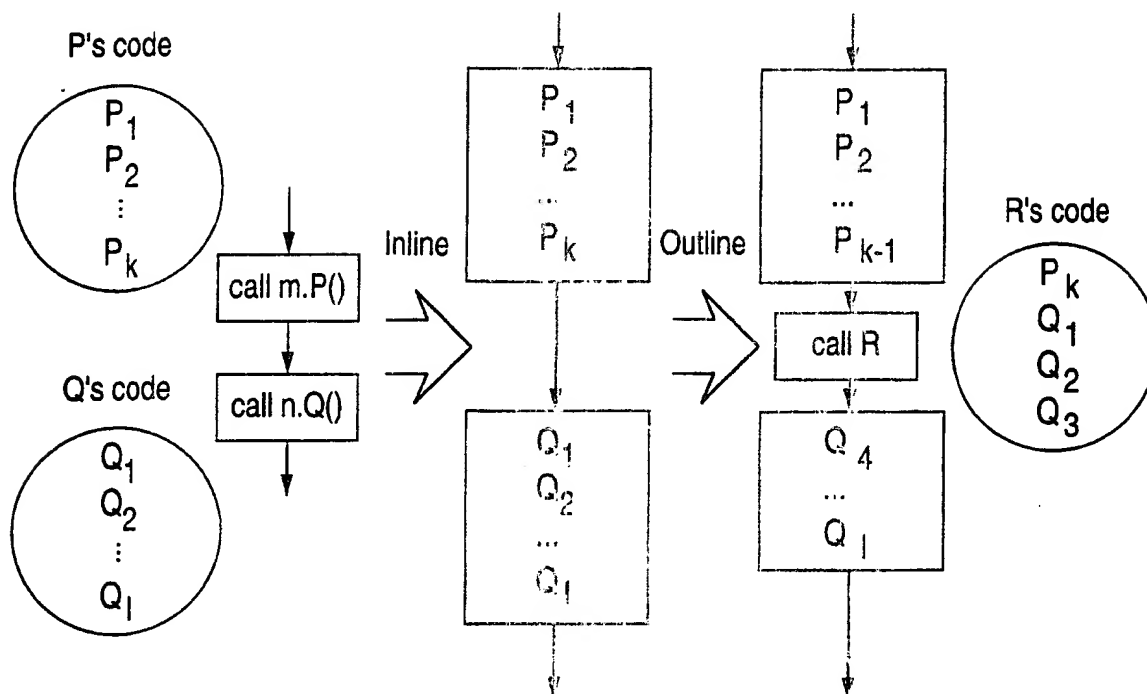 P's code
P1
P2
...
Pk
call m.P()
call n.Q()
Q's code
Q1
Q2
...
Ql
Inline
P1
P2
...
Pk
Q1
Q2
...
Ql
Outline
P1
P2
...
Pk-1
call R
Q4
...
Ql
R's code
Pk
Q1
Q2
Q3